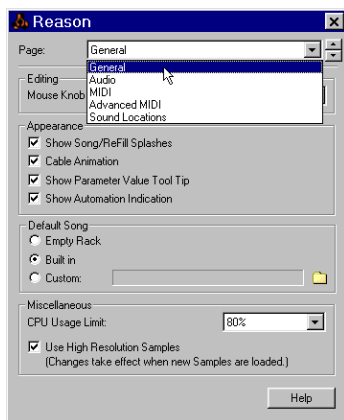 Reason
Page: General
General
Audio
MIDI
Advanced MIDI
Sound Locations
Editing
Mouse Knob
Appearance
Show Song/ReFill Splashes
Cable Animation
Show Parameter Value Tool Tip
Show Automation Indication
Default Song
Empty Rack
Built in
Custom:
Miscellaneous
CPU Usage Limit: 80%
Use High Resolution Samples
(Changes take effect when new Samples are loaded.)
Help